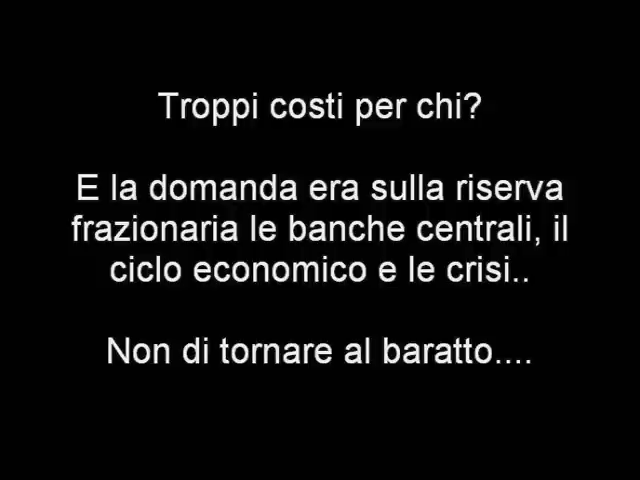 Troppi costi per chi?
E la domanda era sulla riserva
frazionaria le banche centrali, il
ciclo economico e le crisi..
Non di tornare al baratto....